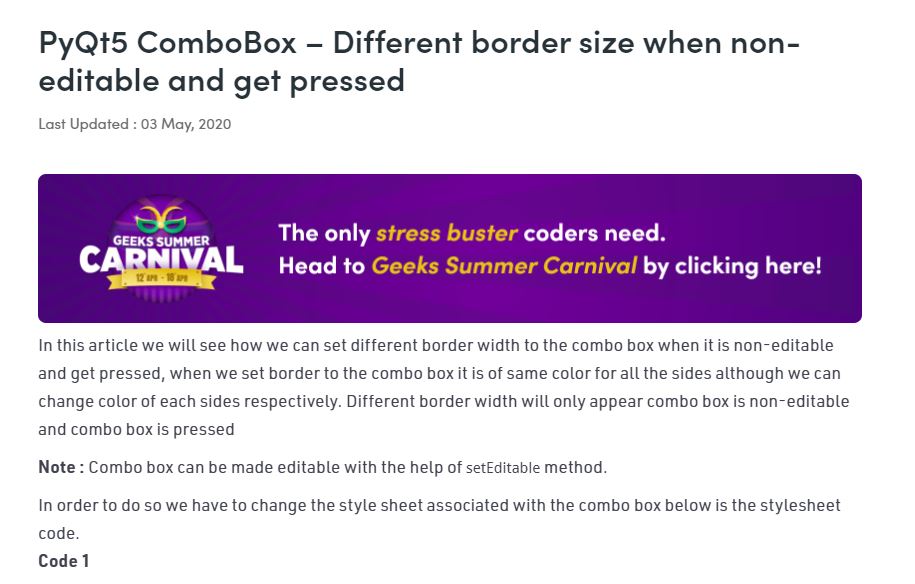 PyQt5 ComboBox – Different border size when non-
editable and get pressed
Last Updated : 03 May, 2020
GEEKS SUMMER
CARNIVAL
12 APR - 18 APR
The only stress buster coders need.
Head to Geeks Summer Carnival by clicking here!
In this article we will see how we can set different border width to the combo box when it is non-editable
and get pressed, when we set border to the combo box it is of same color for all the sides although we can
change color of each sides respectively. Different border width will only appear combo box is non-editable
and combo box is pressed
Note : Combo box can be made editable with the help of setEditable method.
In order to do so we have to change the style sheet associated with the combo box below is the stylesheet
code.
Code 1